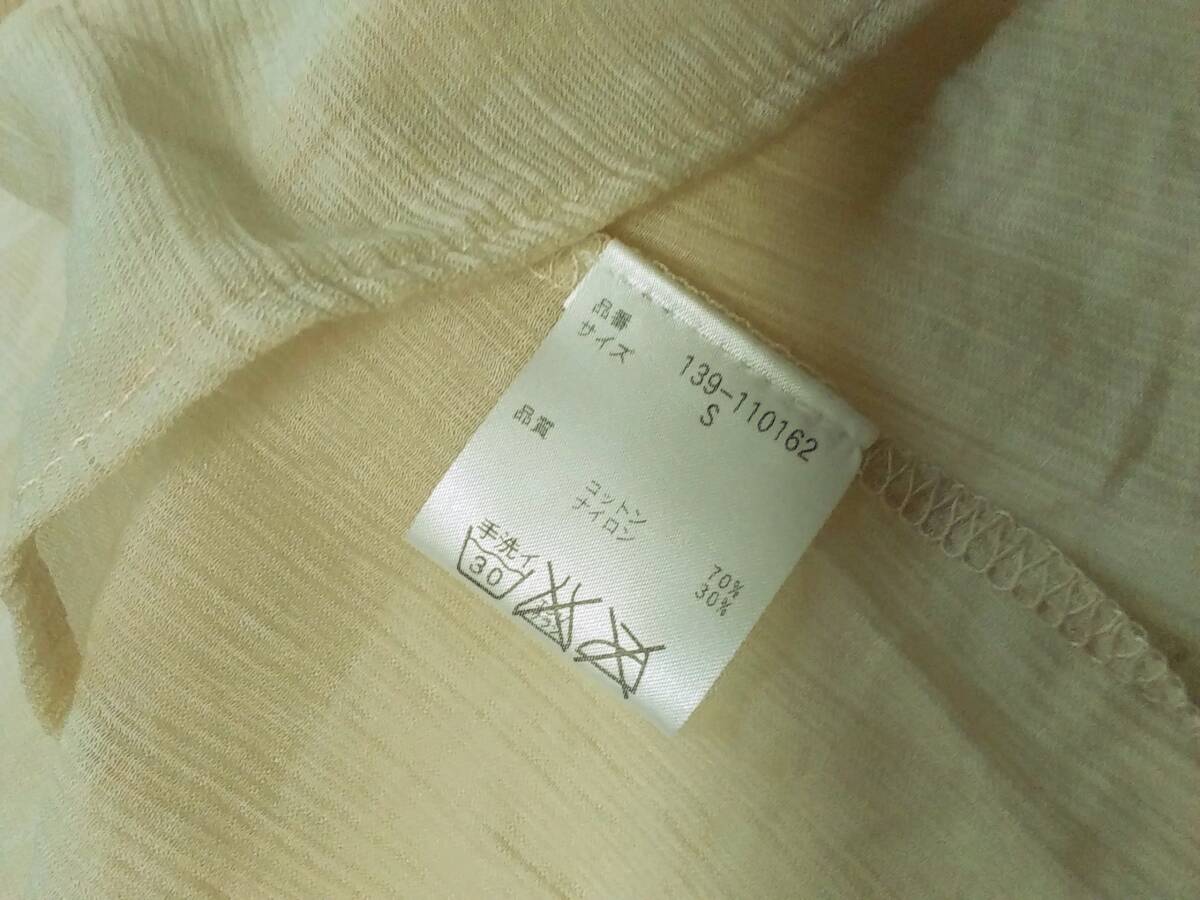 品番 139-110162
サイズ S
品質
コットン 70%
ナイロン 30%
手洗イ
30